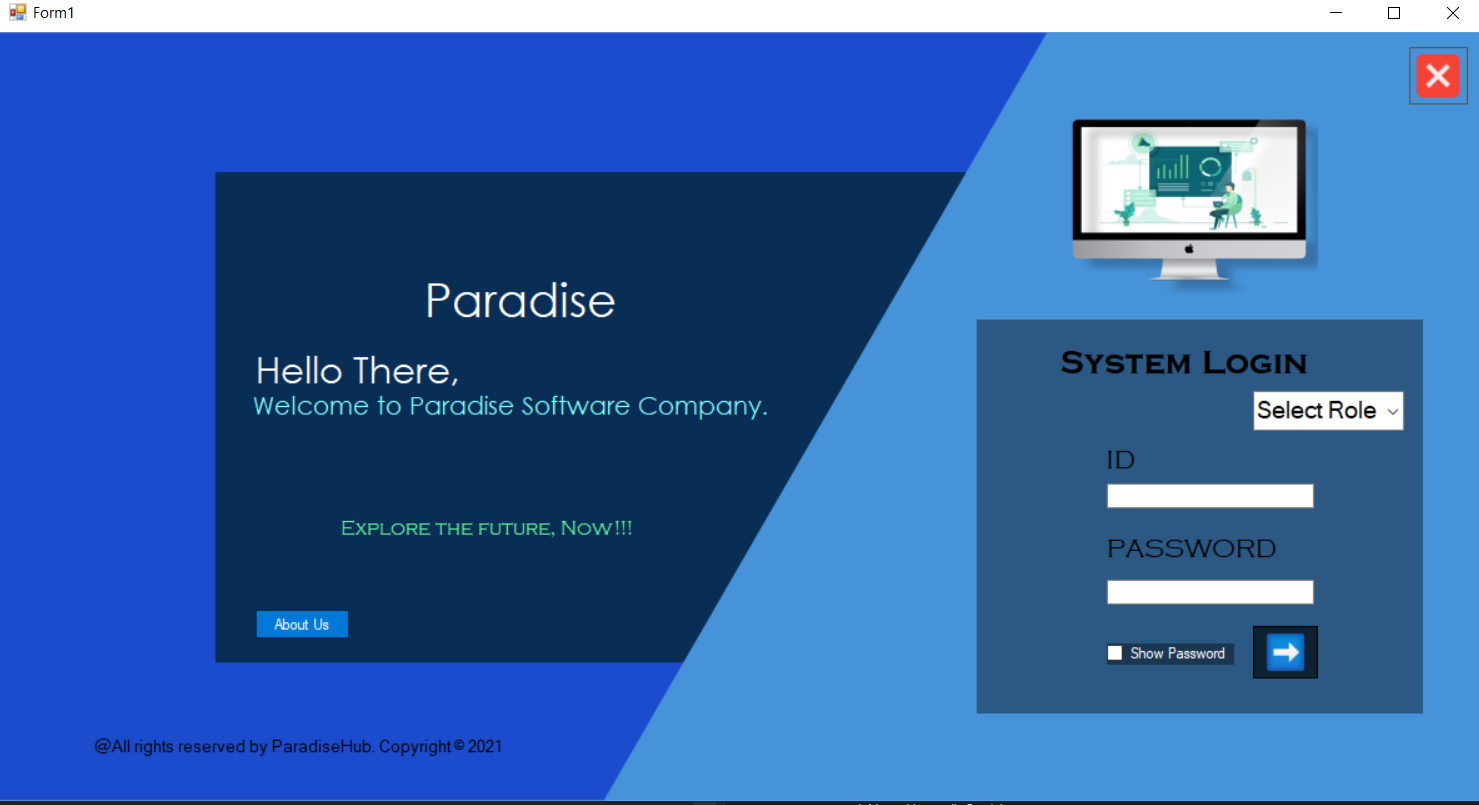 Form1
Paradise
Hello There,
Welcome to Paradise Software Company.
Explore the future, Now!!!
About Us
@All rights reserved by ParadiseHub. Copyright © 2021
System Login
Select Role
ID
PASSWORD
Show Password